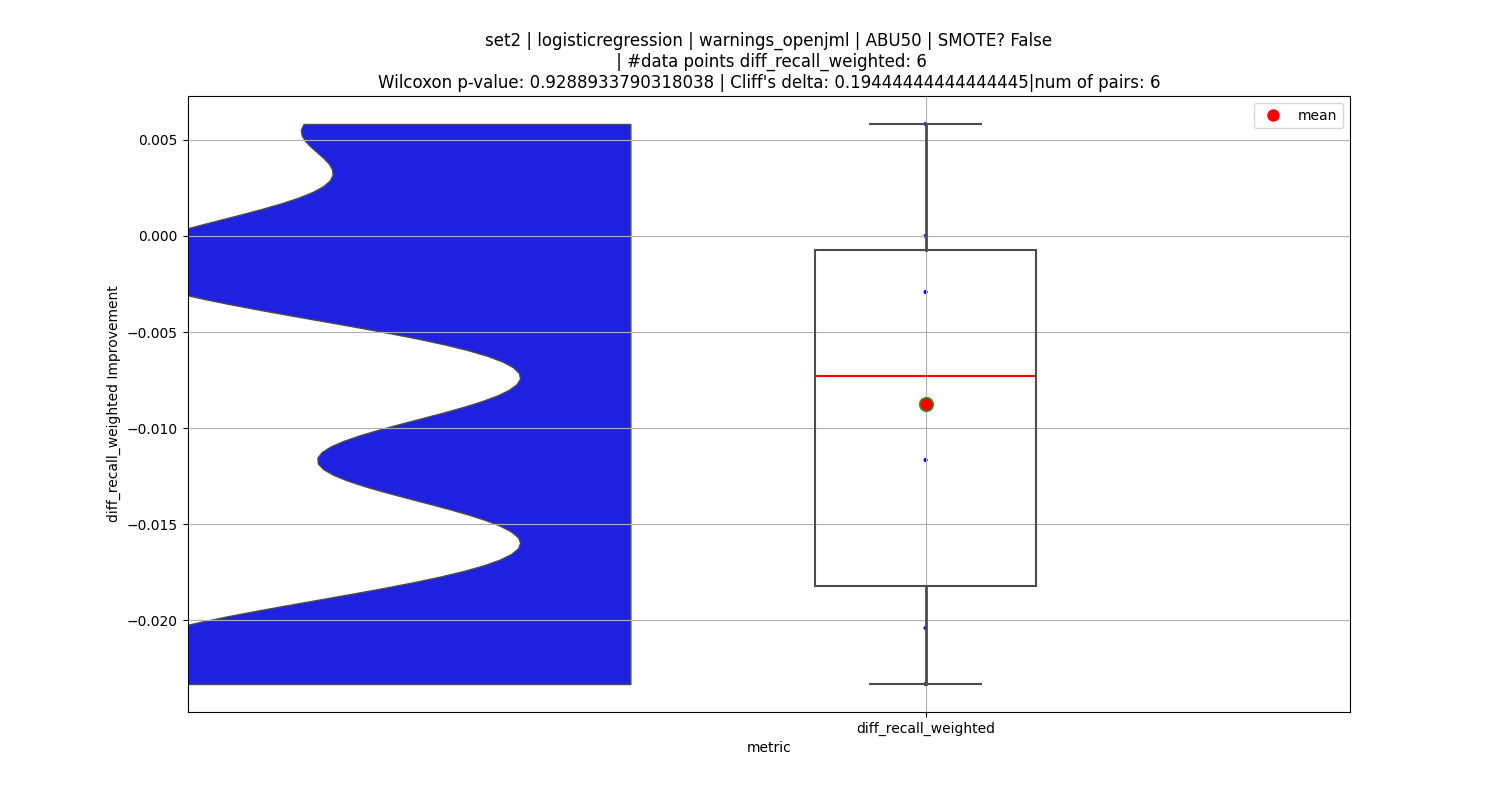 set2 | logisticregression | warnings_openjml | ABU50 | SMOTE? False
| #data points diff_recall_weighted: 6
Wilcoxon p-value: 0.9288933790318038 | Cliff's delta: 0.19444444444444445|num of pairs: 6
mean
0.005
0.000
−0.005
−0.010
−0.015
−0.020
diff_recall_weighted Improvement
diff_recall_weighted
metric